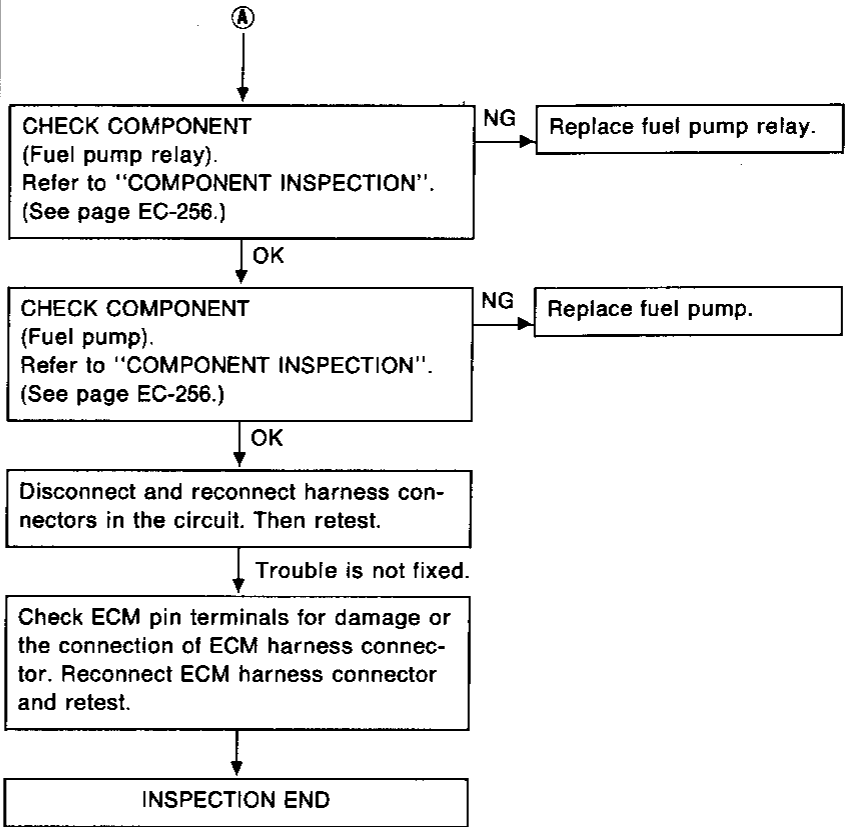 Ⓐ
CHECK COMPONENT
(Fuel pump relay).
Refer to "COMPONENT INSPECTION".
(See page EC-256.)
NG
Replace fuel pump relay.
OK
CHECK COMPONENT
(Fuel pump).
Refer to "COMPONENT INSPECTION".
(See page EC-256.)
NG
Replace fuel pump.
OK
Disconnect and reconnect harness con-
nectors in the circuit. Then retest.
Trouble is not fixed.
Check ECM pin terminals for damage or
the connection of ECM harness connec-
tor. Reconnect ECM harness connector
and retest.
INSPECTION END